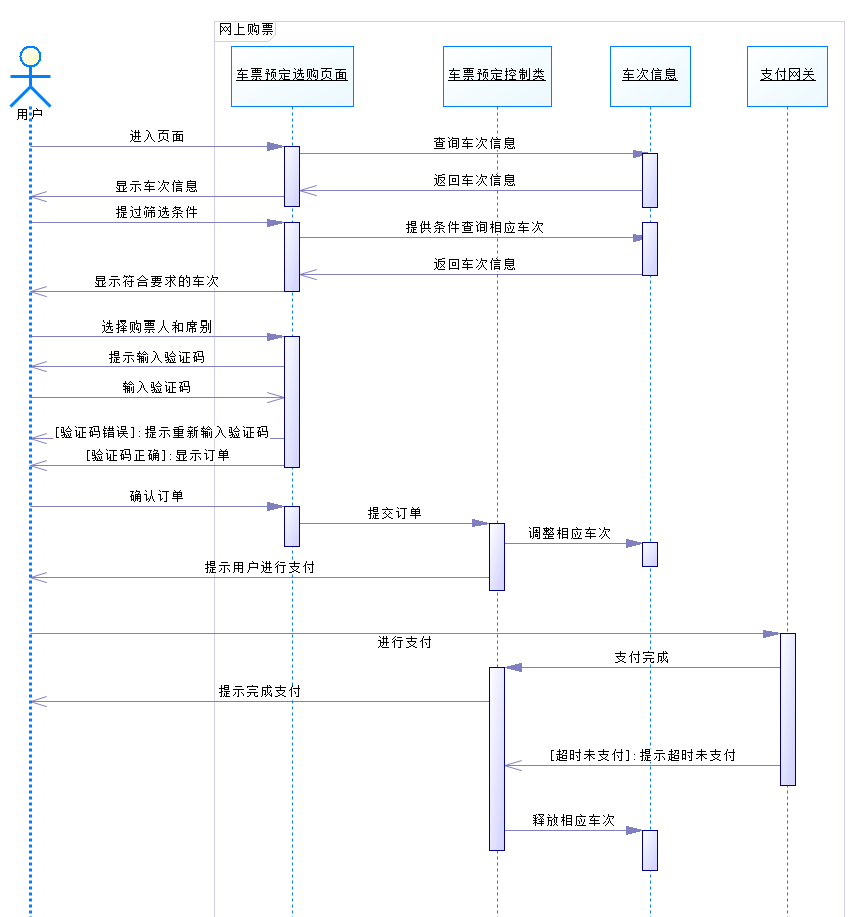 网上购票
车票预定选购页面
车票预定控制类
车次信息
支付网关
用户
进入页面
查询车次信息
返回车次信息
显示车次信息
提过筛选条件
提供条件查询相应车次
返回车次信息
显示符合要求的车次
选择购票人和席别
提示输入验证码
输入验证码
[验证码错误]:提示重新输入验证码
[验证码正确]:显示订单
确认订单
提交订单
调整相应车次
提示用户进行支付
进行支付
支付完成
提示完成支付
[超时未支付]:提示超时未支付
释放相应车次